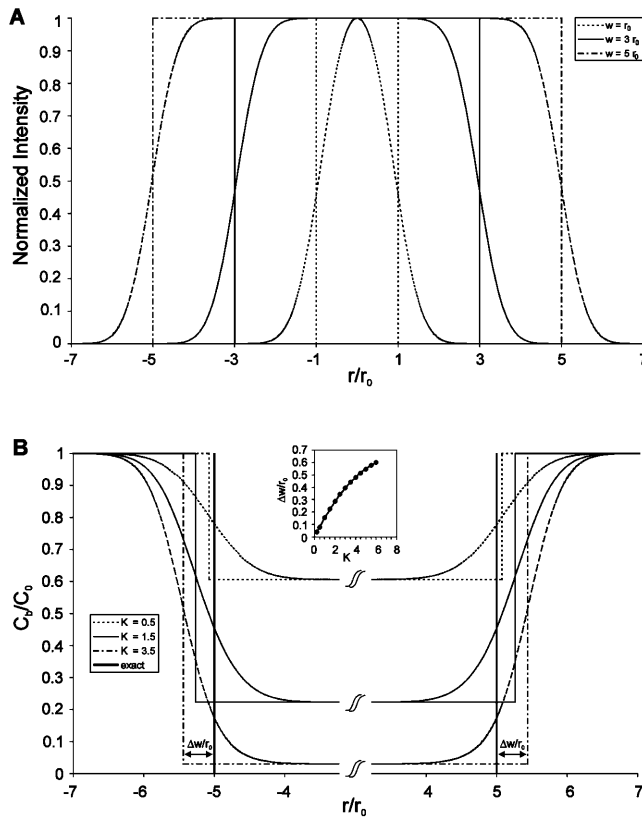 A
1
0.9
0.8
0.7
0.6
0.5
0.4
0.3
0.2
0.1
0
Normalized Intensity
-7 -5 -3 -1 1 3 5 7
r/r₀
w = r₀
w = 3 r₀
w = 5 r₀
B
1
0.9
0.8
0.7
0.6
0.5
0.4
0.3
0.2
0.1
0
C_b/C₀
0.6
0.5
0.4
0.3
0.2
0.1
0
Δw/r₀
0 2 4 6 8
K
K = 0.5
K = 1.5
K = 3.5
exact
Δw/r₀
Δw/r₀
-7 -6 -5 -4 4 5 6 7
r/r₀